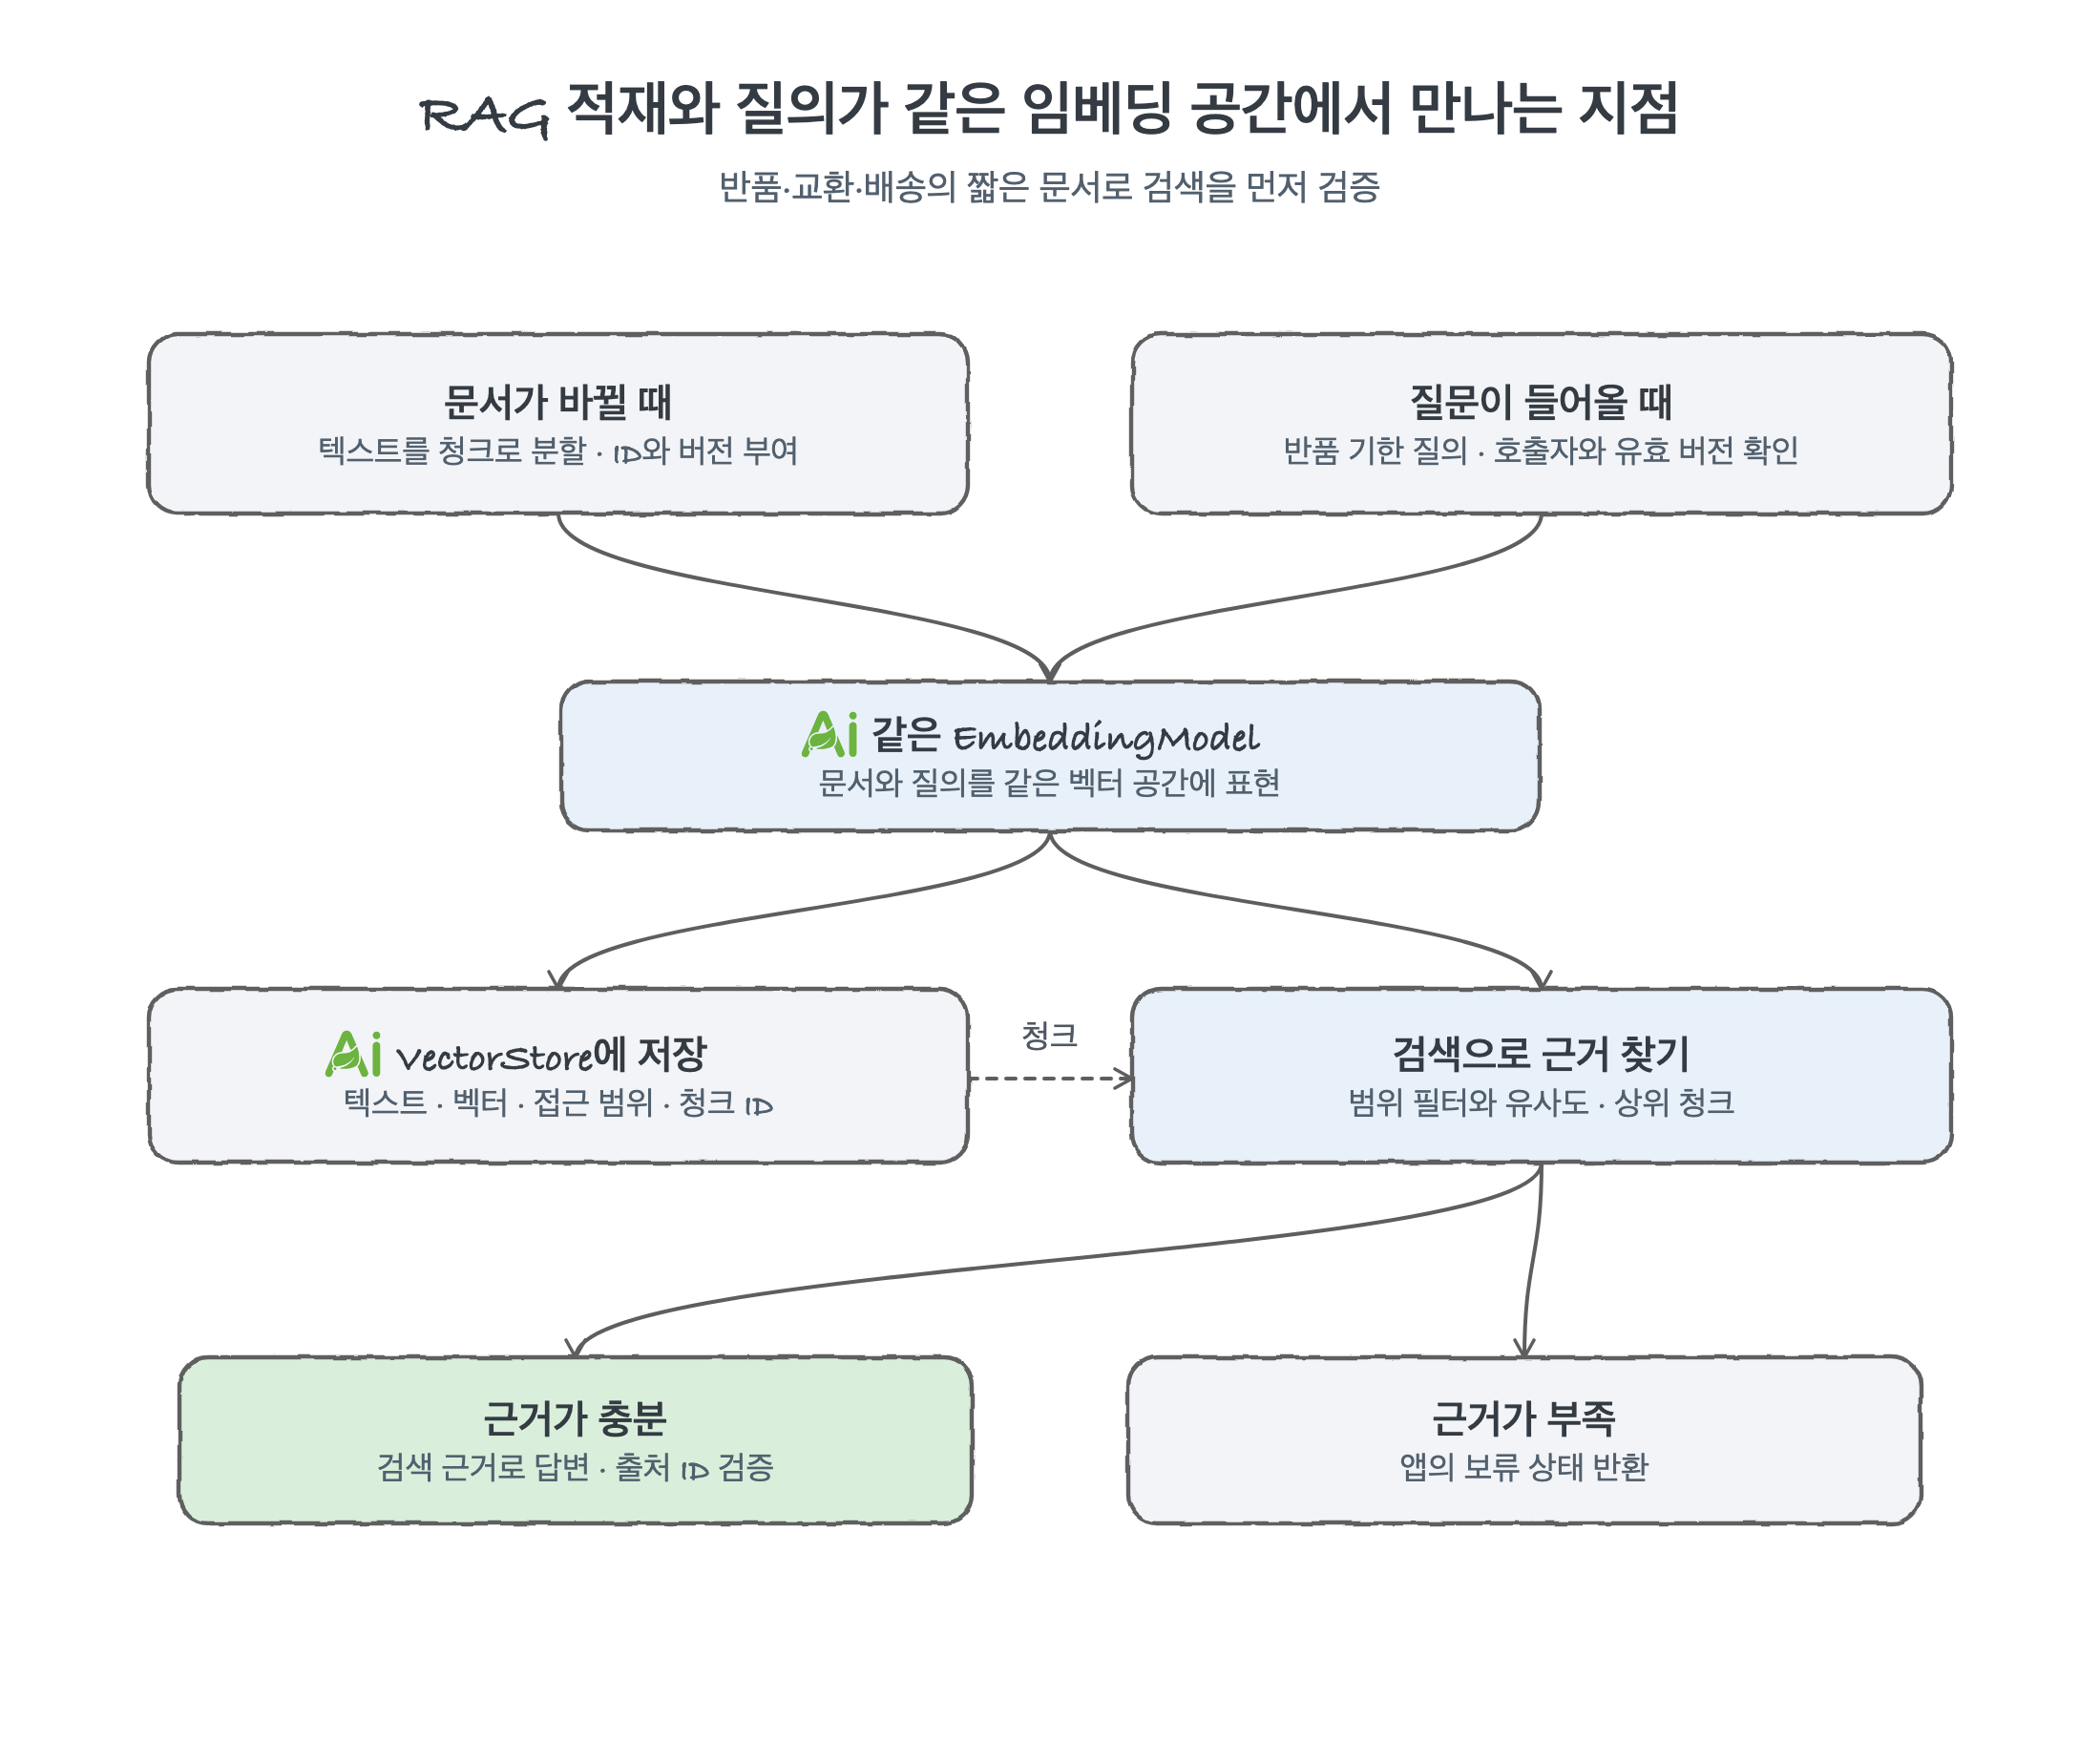 RAG 적재와 질의가 같은 임베딩 공간에서 만나는 지점
반품·교환·배송의 짧은 문서로 검색을 먼저 검증
문서가 바뀔 때
텍스트를 청크로 분할 · ID와 버전 부여
질문이 들어올 때
반품 기한 질의 · 호출자와 유효 버전 확인
Ai 같은 EmbeddingModel
문서와 질의를 같은 벡터 공간에 표현
Ai VectorStore에 저장
텍스트 · 벡터 · 접근 범위 · 청크 ID
청크
검색으로 근거 찾기
범위 필터와 유사도 · 상위 청크
근거가 충분
검색 근거로 답변 · 출처 ID 검증
근거가 부족
앱의 보류 상태 반환